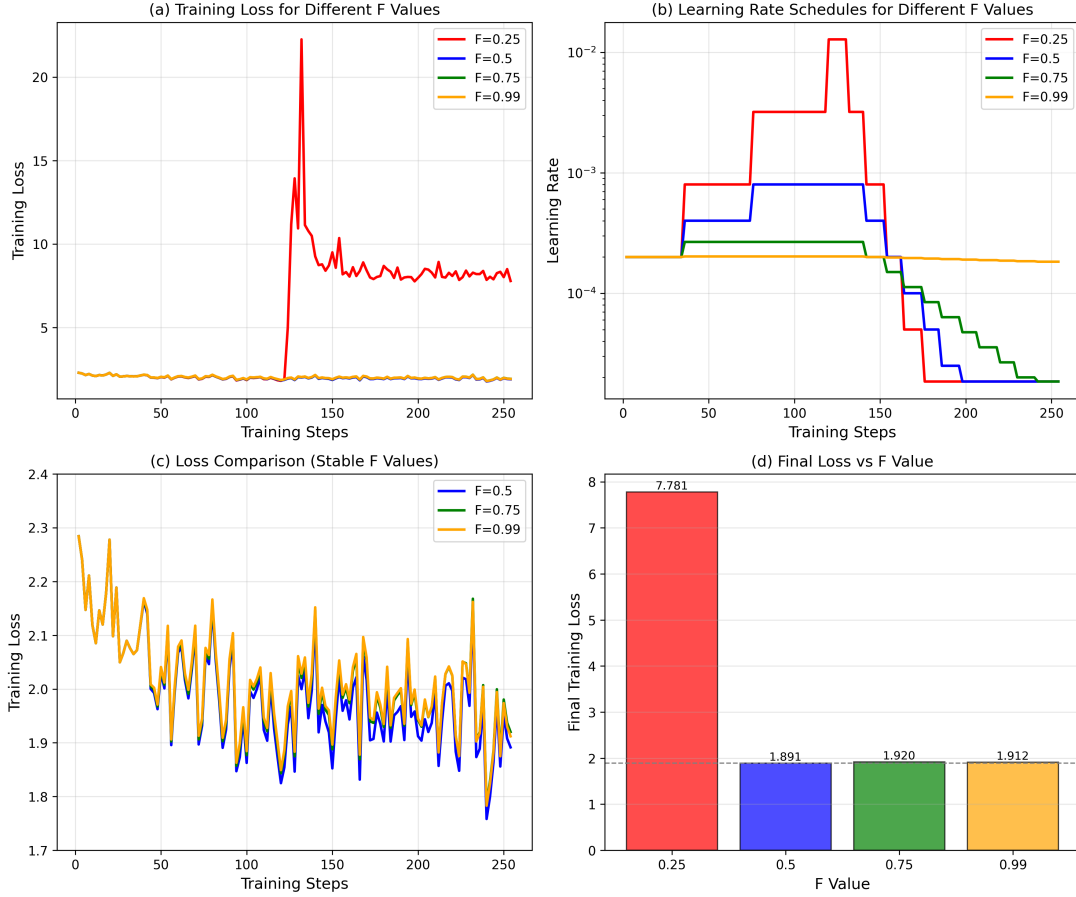 (a) Training Loss for Different F Values
Training Loss
20
15
10
5
0
50
100
150
200
250
Training Steps
F=0.25
F=0.5
F=0.75
F=0.99
(b) Learning Rate Schedules for Different F Values
Learning Rate
10⁻²
10⁻³
10⁻⁴
0
50
100
150
200
250
Training Steps
F=0.25
F=0.5
F=0.75
F=0.99
(c) Loss Comparison (Stable F Values)
Training Loss
2.4
2.3
2.2
2.1
2.0
1.9
1.8
1.7
0
50
100
150
200
250
Training Steps
F=0.5
F=0.75
F=0.99
(d) Final Loss vs F Value
Final Training Loss
8
7
6
5
4
3
2
1
0
7.781
1.891
1.920
1.912
0.25
0.5
0.75
0.99
F Value